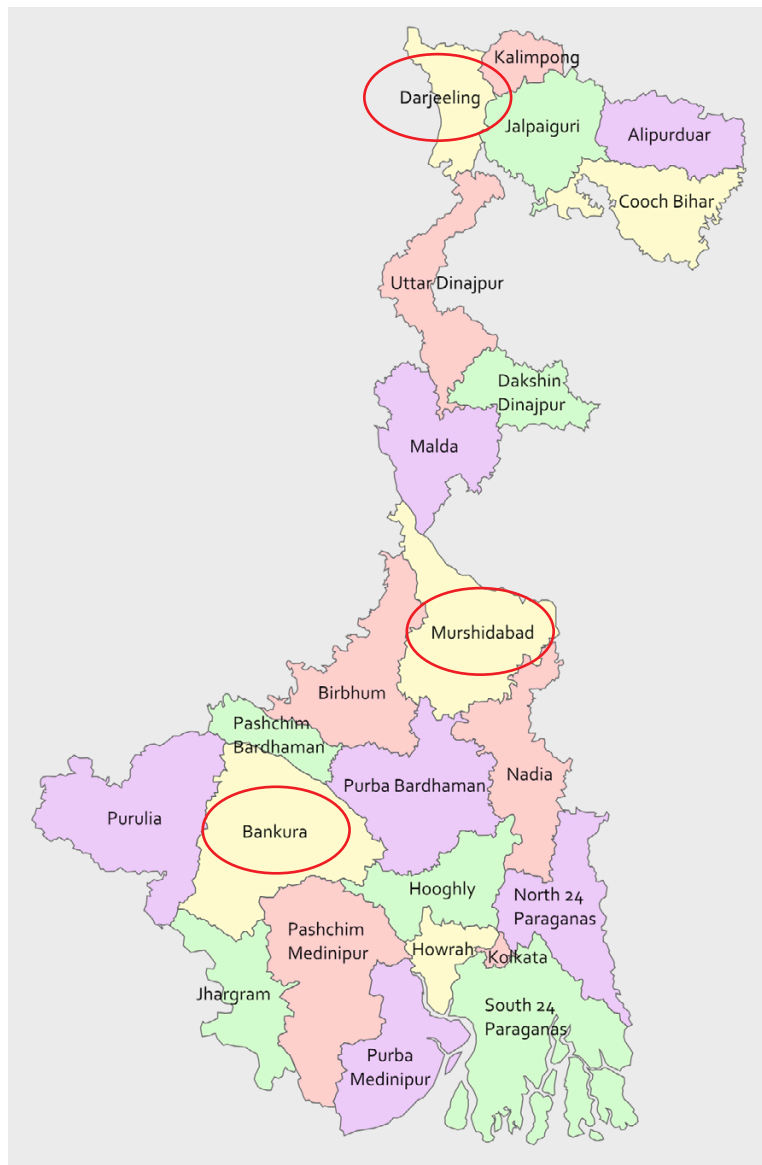 Kalimpong
Darjeeling
Jalpaiguri
Alipurduar
Cooch Bihar
Uttar Dinajpur
Dakshin
Dinajpur
Malda
Murshidabad
Birbhum
Pashchim
Bardhaman
Nadia
Purba Bardhaman
Purulia
Bankura
Hooghly
North 24
Paraganas
Pashchim
Medinipur
Howrah
Kolkata
Jhargram
South 24
Paraganas
Purba
Medinipur